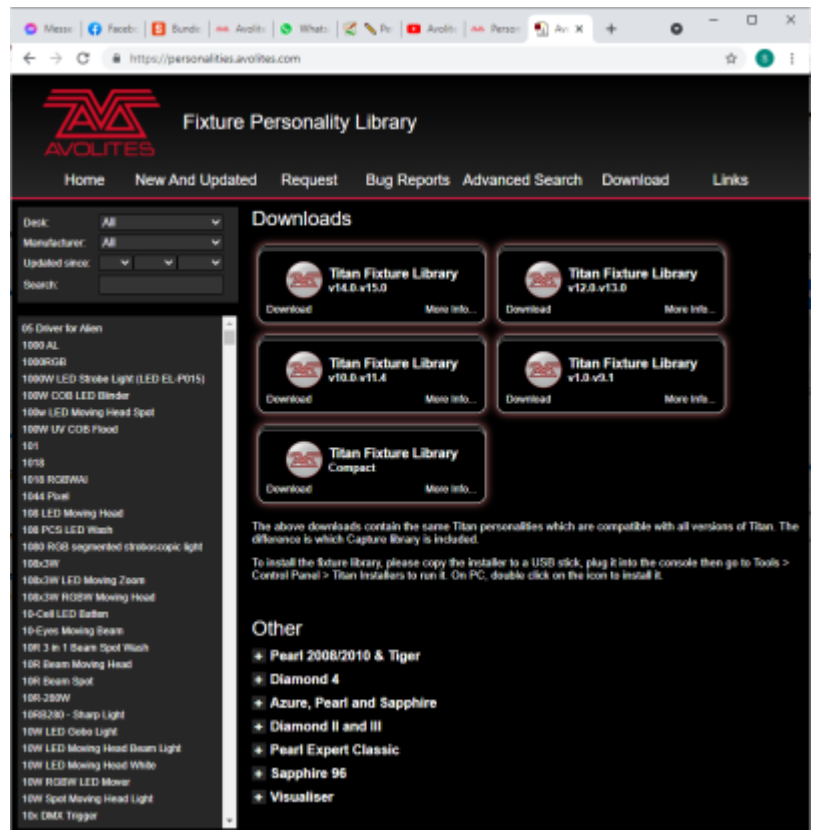 Messe
Faceb
Bundl
Avolit
Whats
Pe
Avolit
Person
Av
https://personalities.avolites.com
S
AVOLITES
Fixture Personality Library
Home New And Updated Request Bug Reports Advanced Search Download Links
Desk: All
Manufacturer: All
Updated since:
Search:
05 Driver for Alien
1000 AL
1000RGB
1000W LED Strobe Light (LED EL-P015)
100W COB LED Blinder
100w LED Moving Head Spot
100W UV COB Flood
101
1018
1018 RGBWAI
1044 Pixel
108 LED Moving Head
108 PCS LED Wash
1080 RGB segmented stroboscopic light
108x3W
108x3W LED Moving Zoom
108x3W RGBW Moving Head
10-Cell LED Batten
10-Eyes Moving Beam
10R 3 in 1 Beam Spot Wash
10R Beam Moving Head
10R Beam Spot
10R-280W
10RB280 - Sharp Light
10W LED Gobo Light
10W LED Moving Head Beam Light
10W LED Moving Head White
10W RGBW LED Mover
10W Spot Moving Head Light
10x DMX Trigger
Downloads
Titan Fixture Library
v14.0-v15.0
Download More Info...
Titan Fixture Library
v12.0-v13.0
Download More Info...
Titan Fixture Library
v10.0-v11.4
Download More Info...
Titan Fixture Library
v1.0-v9.1
Download More Info...
Titan Fixture Library
Compact
Download More Info...
The above downloads contain the same Titan personalities which are compatible with all versions of Titan. The
difference is which Capture library is included.
To install the fixture library, please copy the installer to a USB stick, plug it into the console then go to Tools >
Control Panel > Titan Installers to run it. On PC, double click on the icon to install it.
Other
+ Pearl 2008/2010 & Tiger
+ Diamond 4
+ Azure, Pearl and Sapphire
+ Diamond II and III
+ Pearl Expert Classic
+ Sapphire 96
+ Visualiser